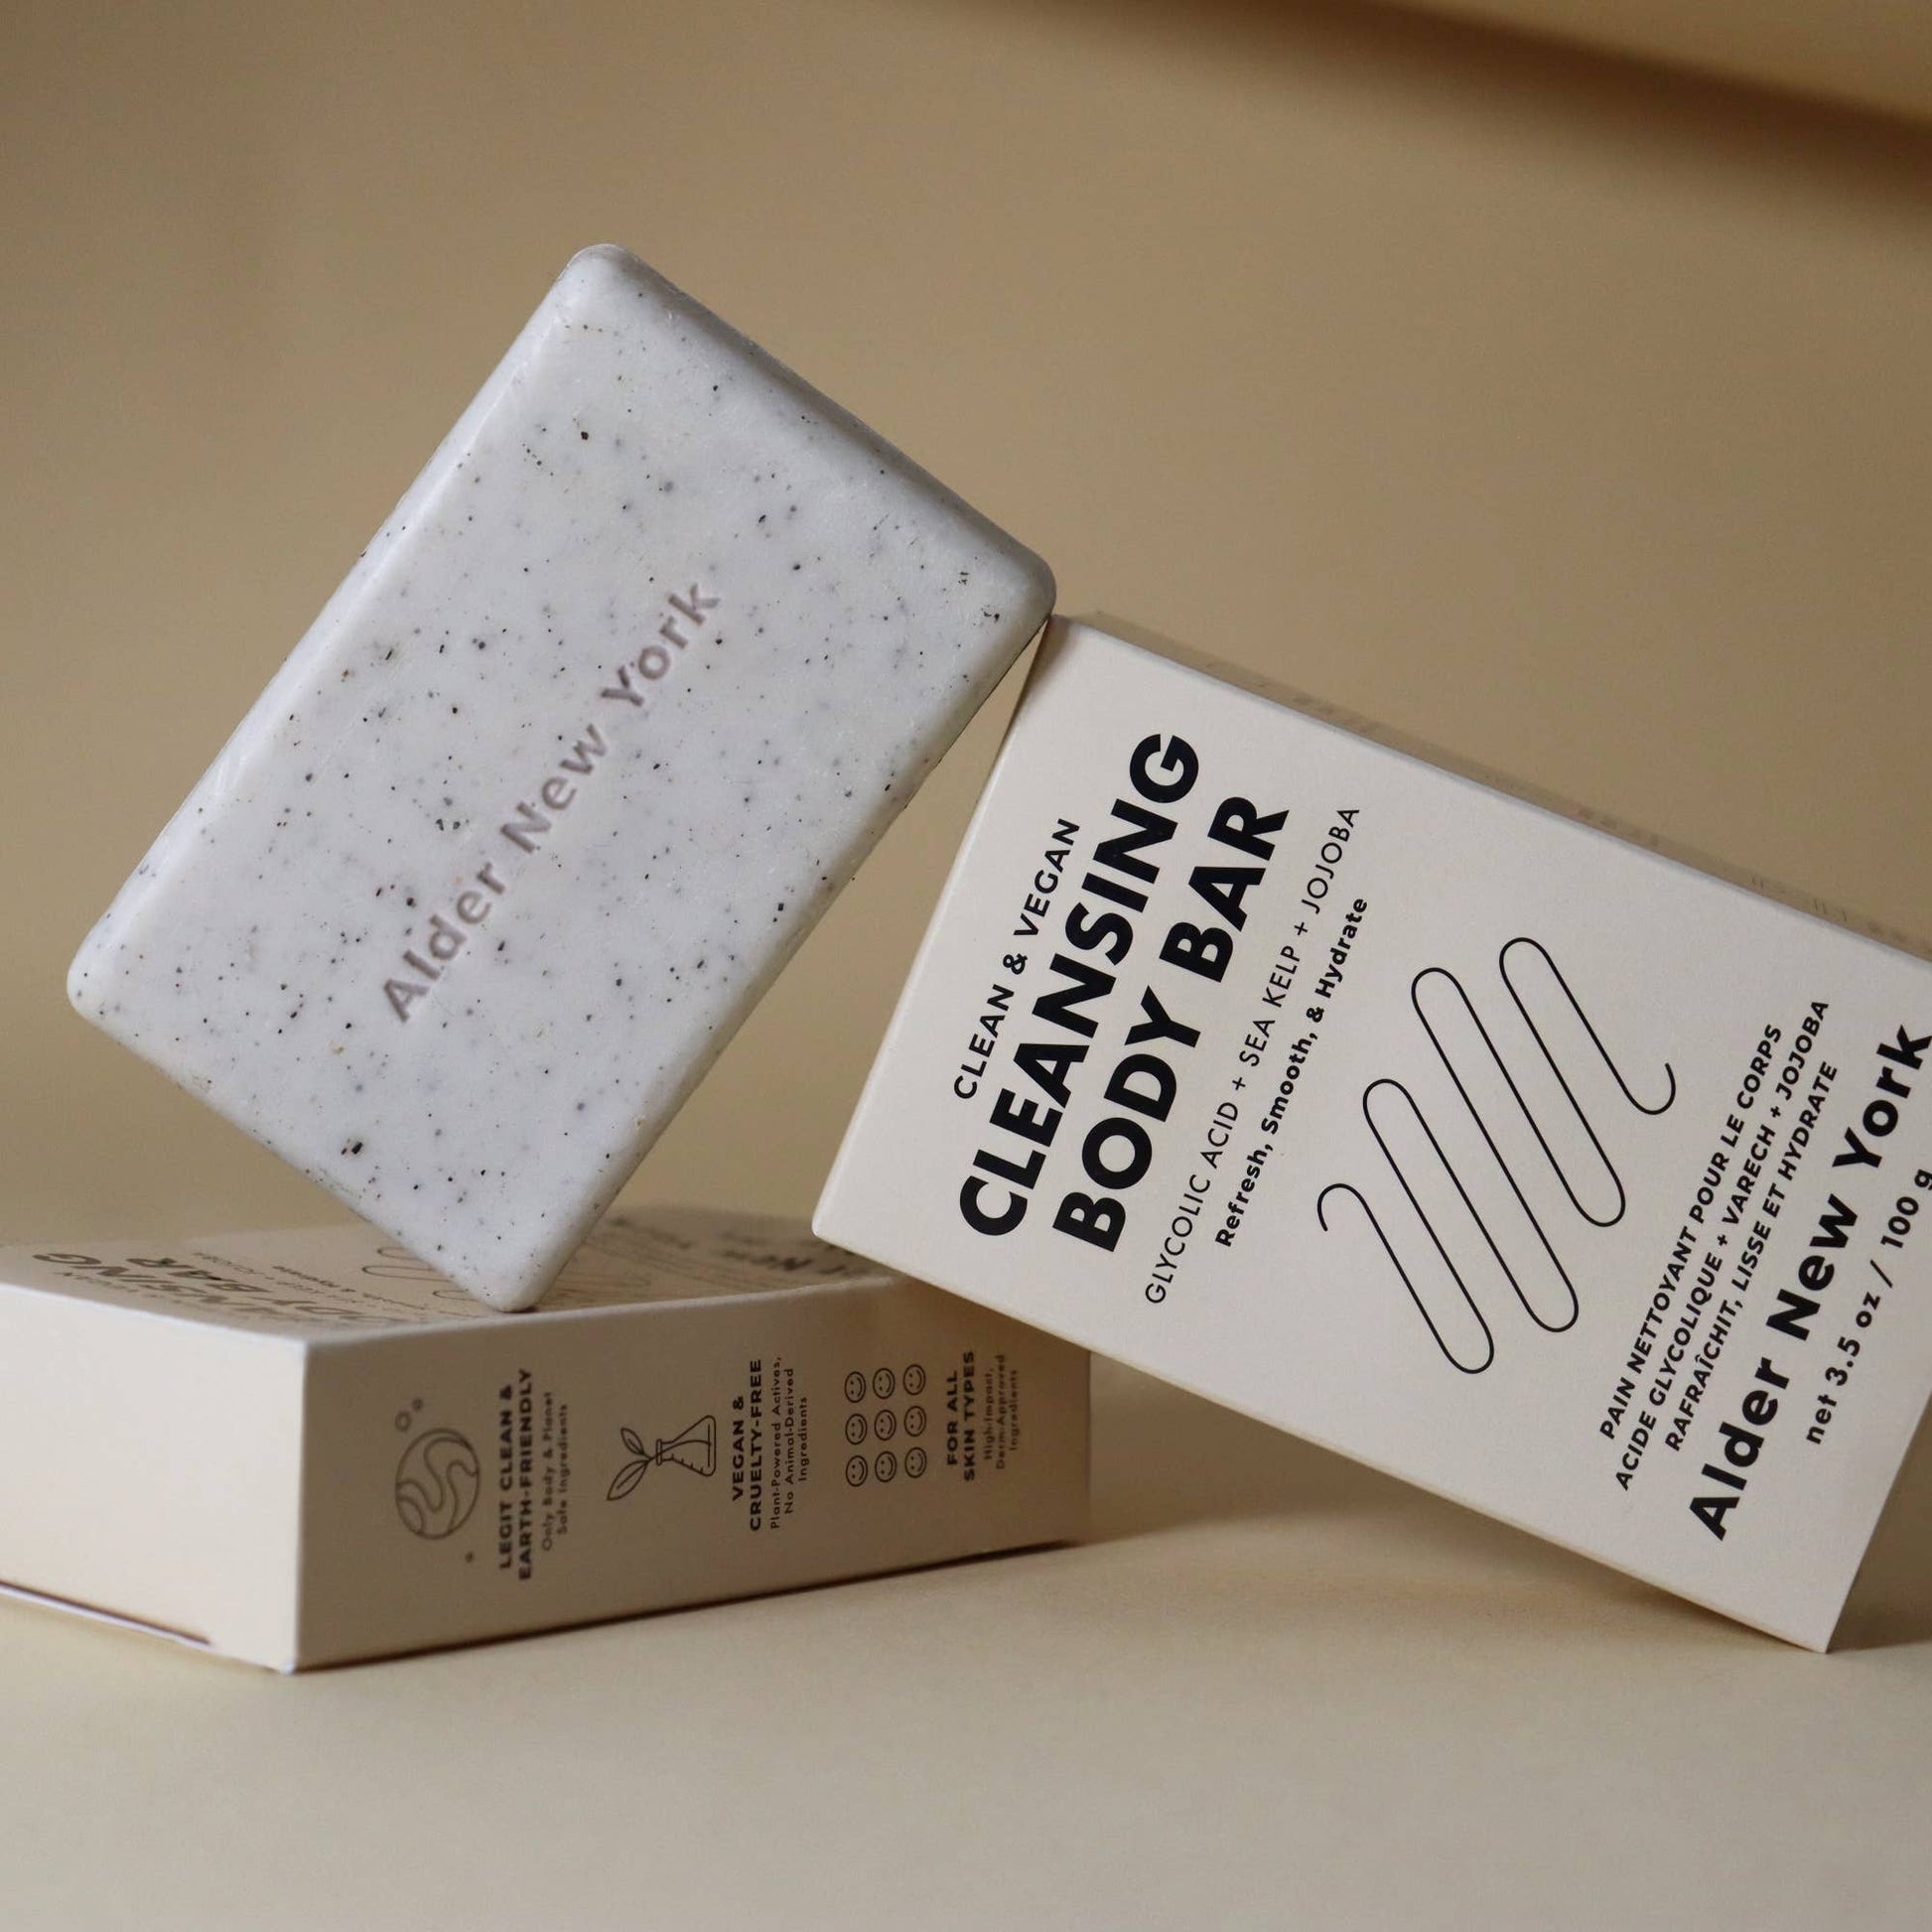 Alder New York
CLEAN & VEGAN
CLEANSING
BODY BAR
GLYCOLIC ACID + SEA KELP + JOJOBA
Refresh, Smooth, & Hydrate
PAIN NETTOYANT POUR LE CORPS
ACIDE GLYCOLIQUE + VARECH + JOJOBA
RAFRAÎCHIT, LISSE ET HYDRATE
Alder New York
net 3.5 oz / 100 g
LEGIT CLEAN &
EARTH-FRIENDLY
Only Body & Planet
Safe Ingredients
VEGAN &
CRUELTY-FREE
Plant-Powered Actives,
No Animal-Derived
Ingredients
FOR ALL
SKIN TYPES
High-Impact,
Derm-Approved
Ingredients